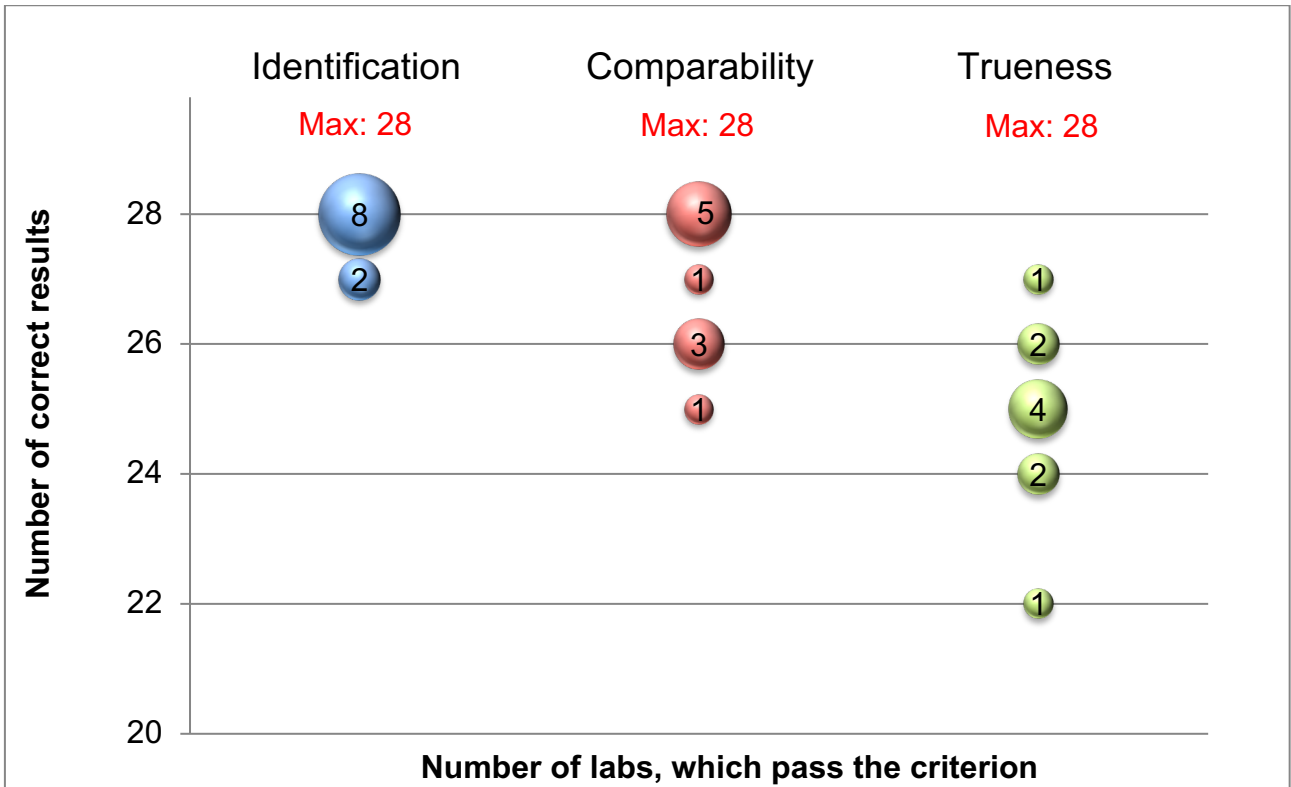 Identification Comparability Trueness
Max: 28 Max: 28 Max: 28
28 8 5
2 1 1
26 3 2
1 4
24 2
22 1
20
Number of correct results
Number of labs, which pass the criterion